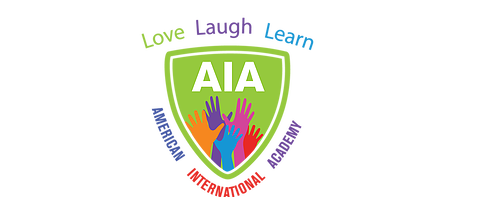 Love Laugh Learn
AIA
AMERICAN INTERNATIONAL ACADEMY